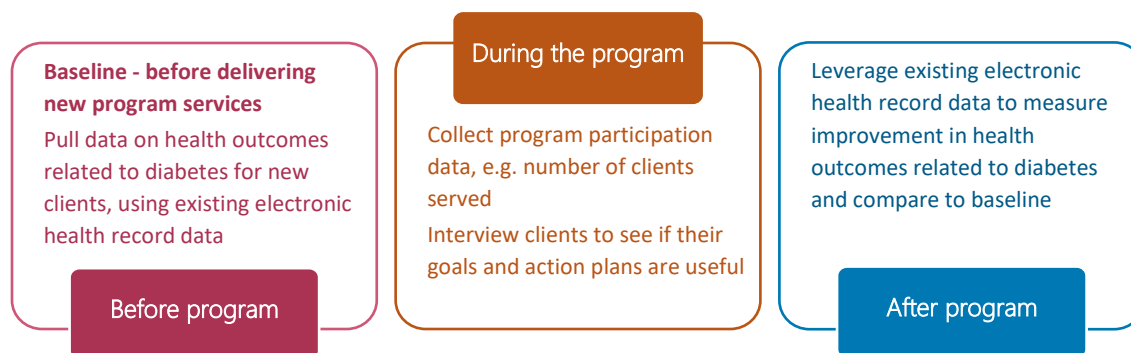 Baseline - before delivering
new program services
Pull data on health outcomes
related to diabetes for new
clients, using existing electronic
health record data
Before program
During the program
Collect program participation
data, e.g. number of clients
served
Interview clients to see if their
goals and action plans are useful
Leverage existing electronic
health record data to measure
improvement in health
outcomes related to diabetes
and compare to baseline
After program